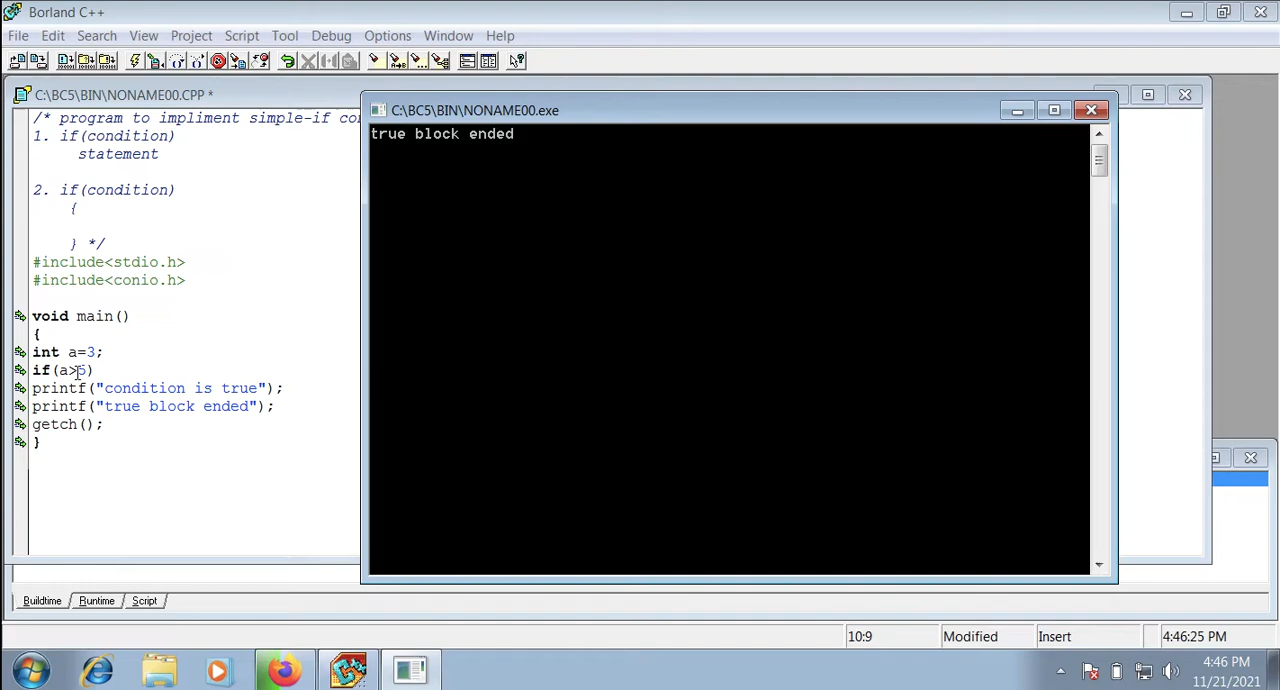 Borland C++
File Edit Search View Project Script Tool Debug Options Window Help
C:\BC5\BIN\NONAME00.CPP *
/* program to impliment simple-if co
1. if(condition)
statement
2. if(condition)
{
} */
#include<stdio.h>
#include<conio.h>
void main()
{
int a=3;
if(a>5)
printf("condition is true");
printf("true block ended");
getch();
}
C:\BC5\BIN\NONAME00.exe
true block ended
Buildtime Runtime Script
10:9 Modified Insert 4:46:25 PM
4:46 PM
11/21/2021